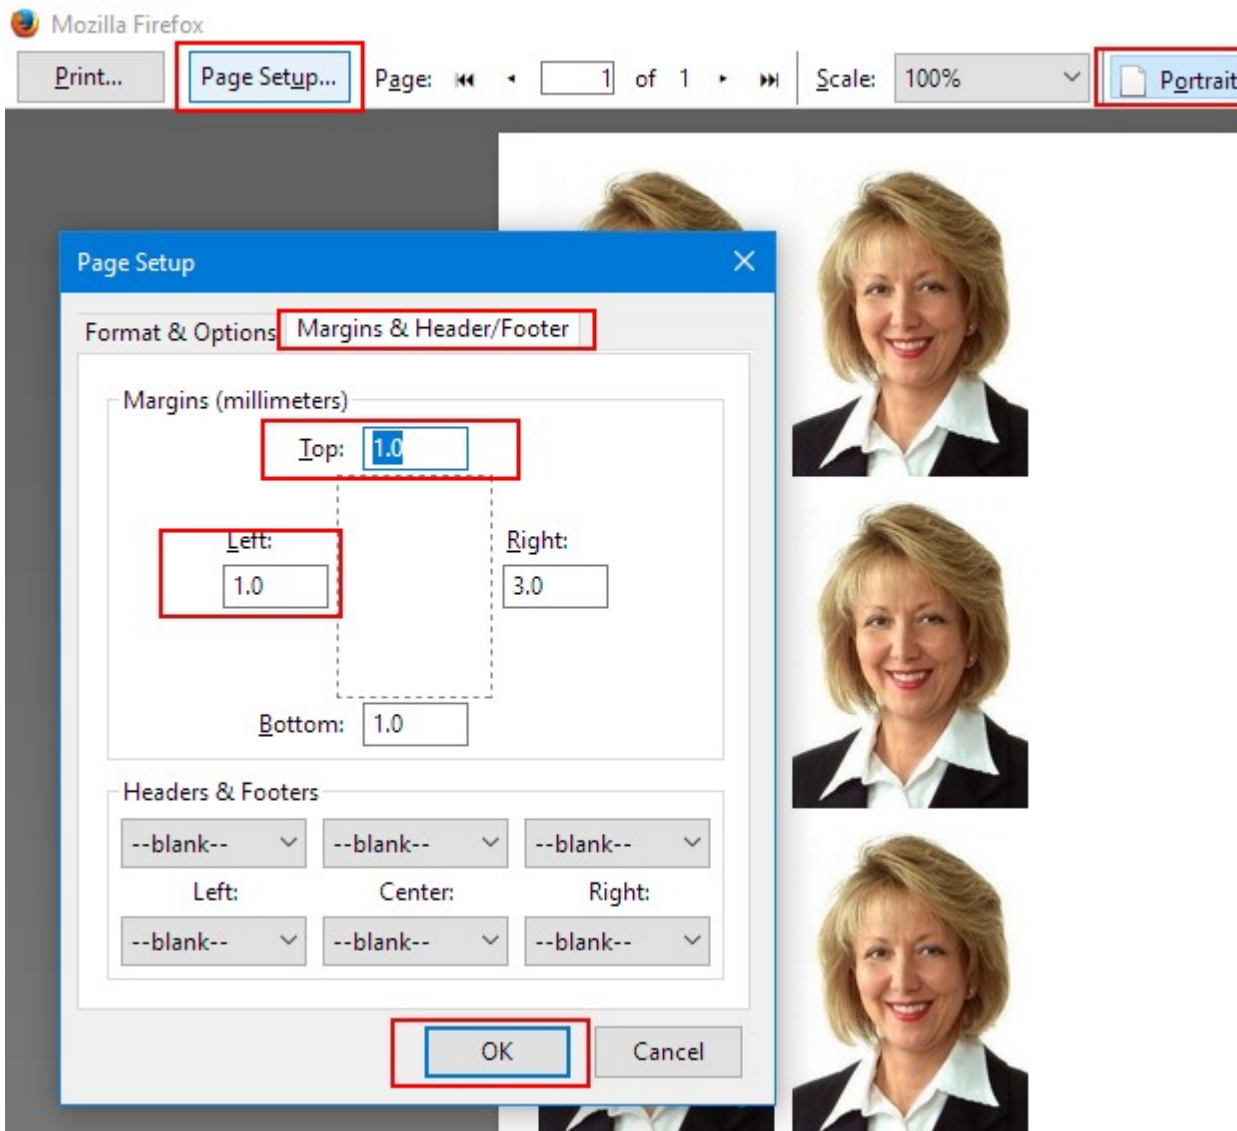 Mozilla Firefox
Print... Page Setup... Page: 1 of 1 Scale: 100% Portrait
Page Setup
Format & Options Margins & Header/Footer
Margins (millimeters)
Top: 1.0
Left: Right:
1.0 3.0
Bottom: 1.0
Headers & Footers
--blank-- --blank-- --blank--
Left: Center: Right:
--blank-- --blank-- --blank--
OK Cancel